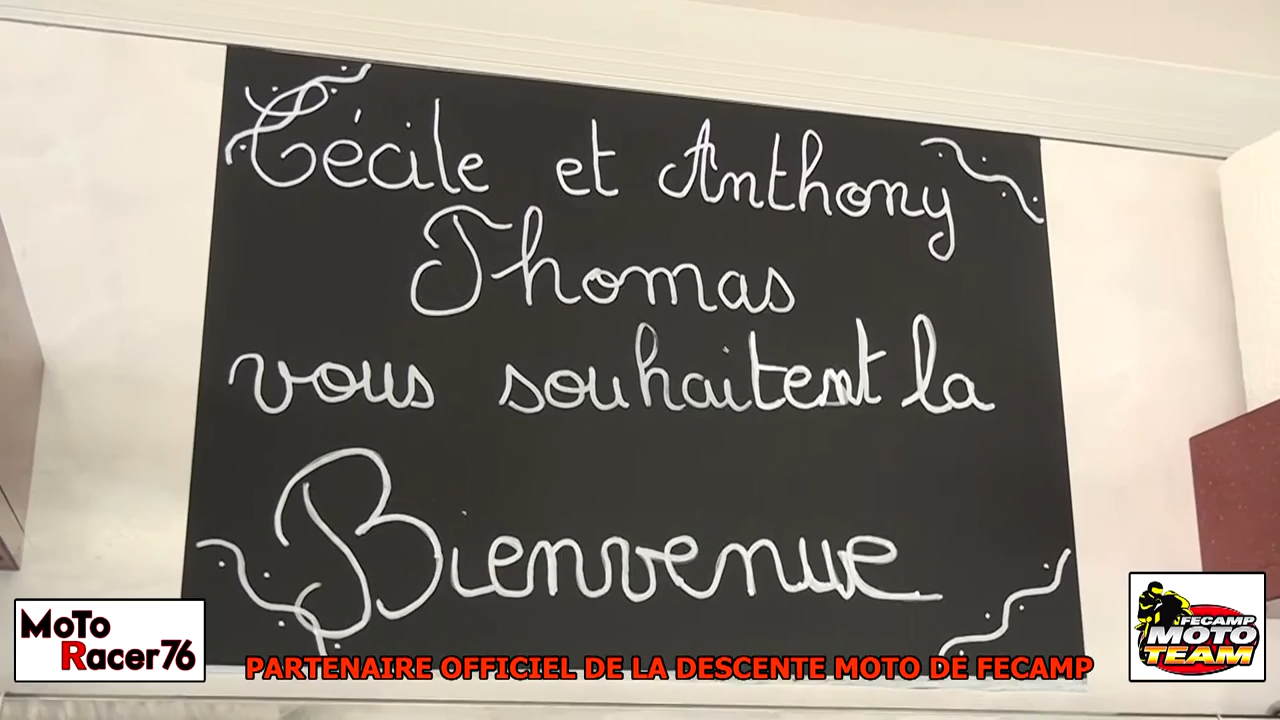 Cécile et Anthony
Thomas
vous souhaitent la
Bienvenue
MoTo
Racer76
PARTENAIRE OFFICIEL DE LA DESCENTE MOTO DE FECAMP
FECAMP
MOTO
TEAM